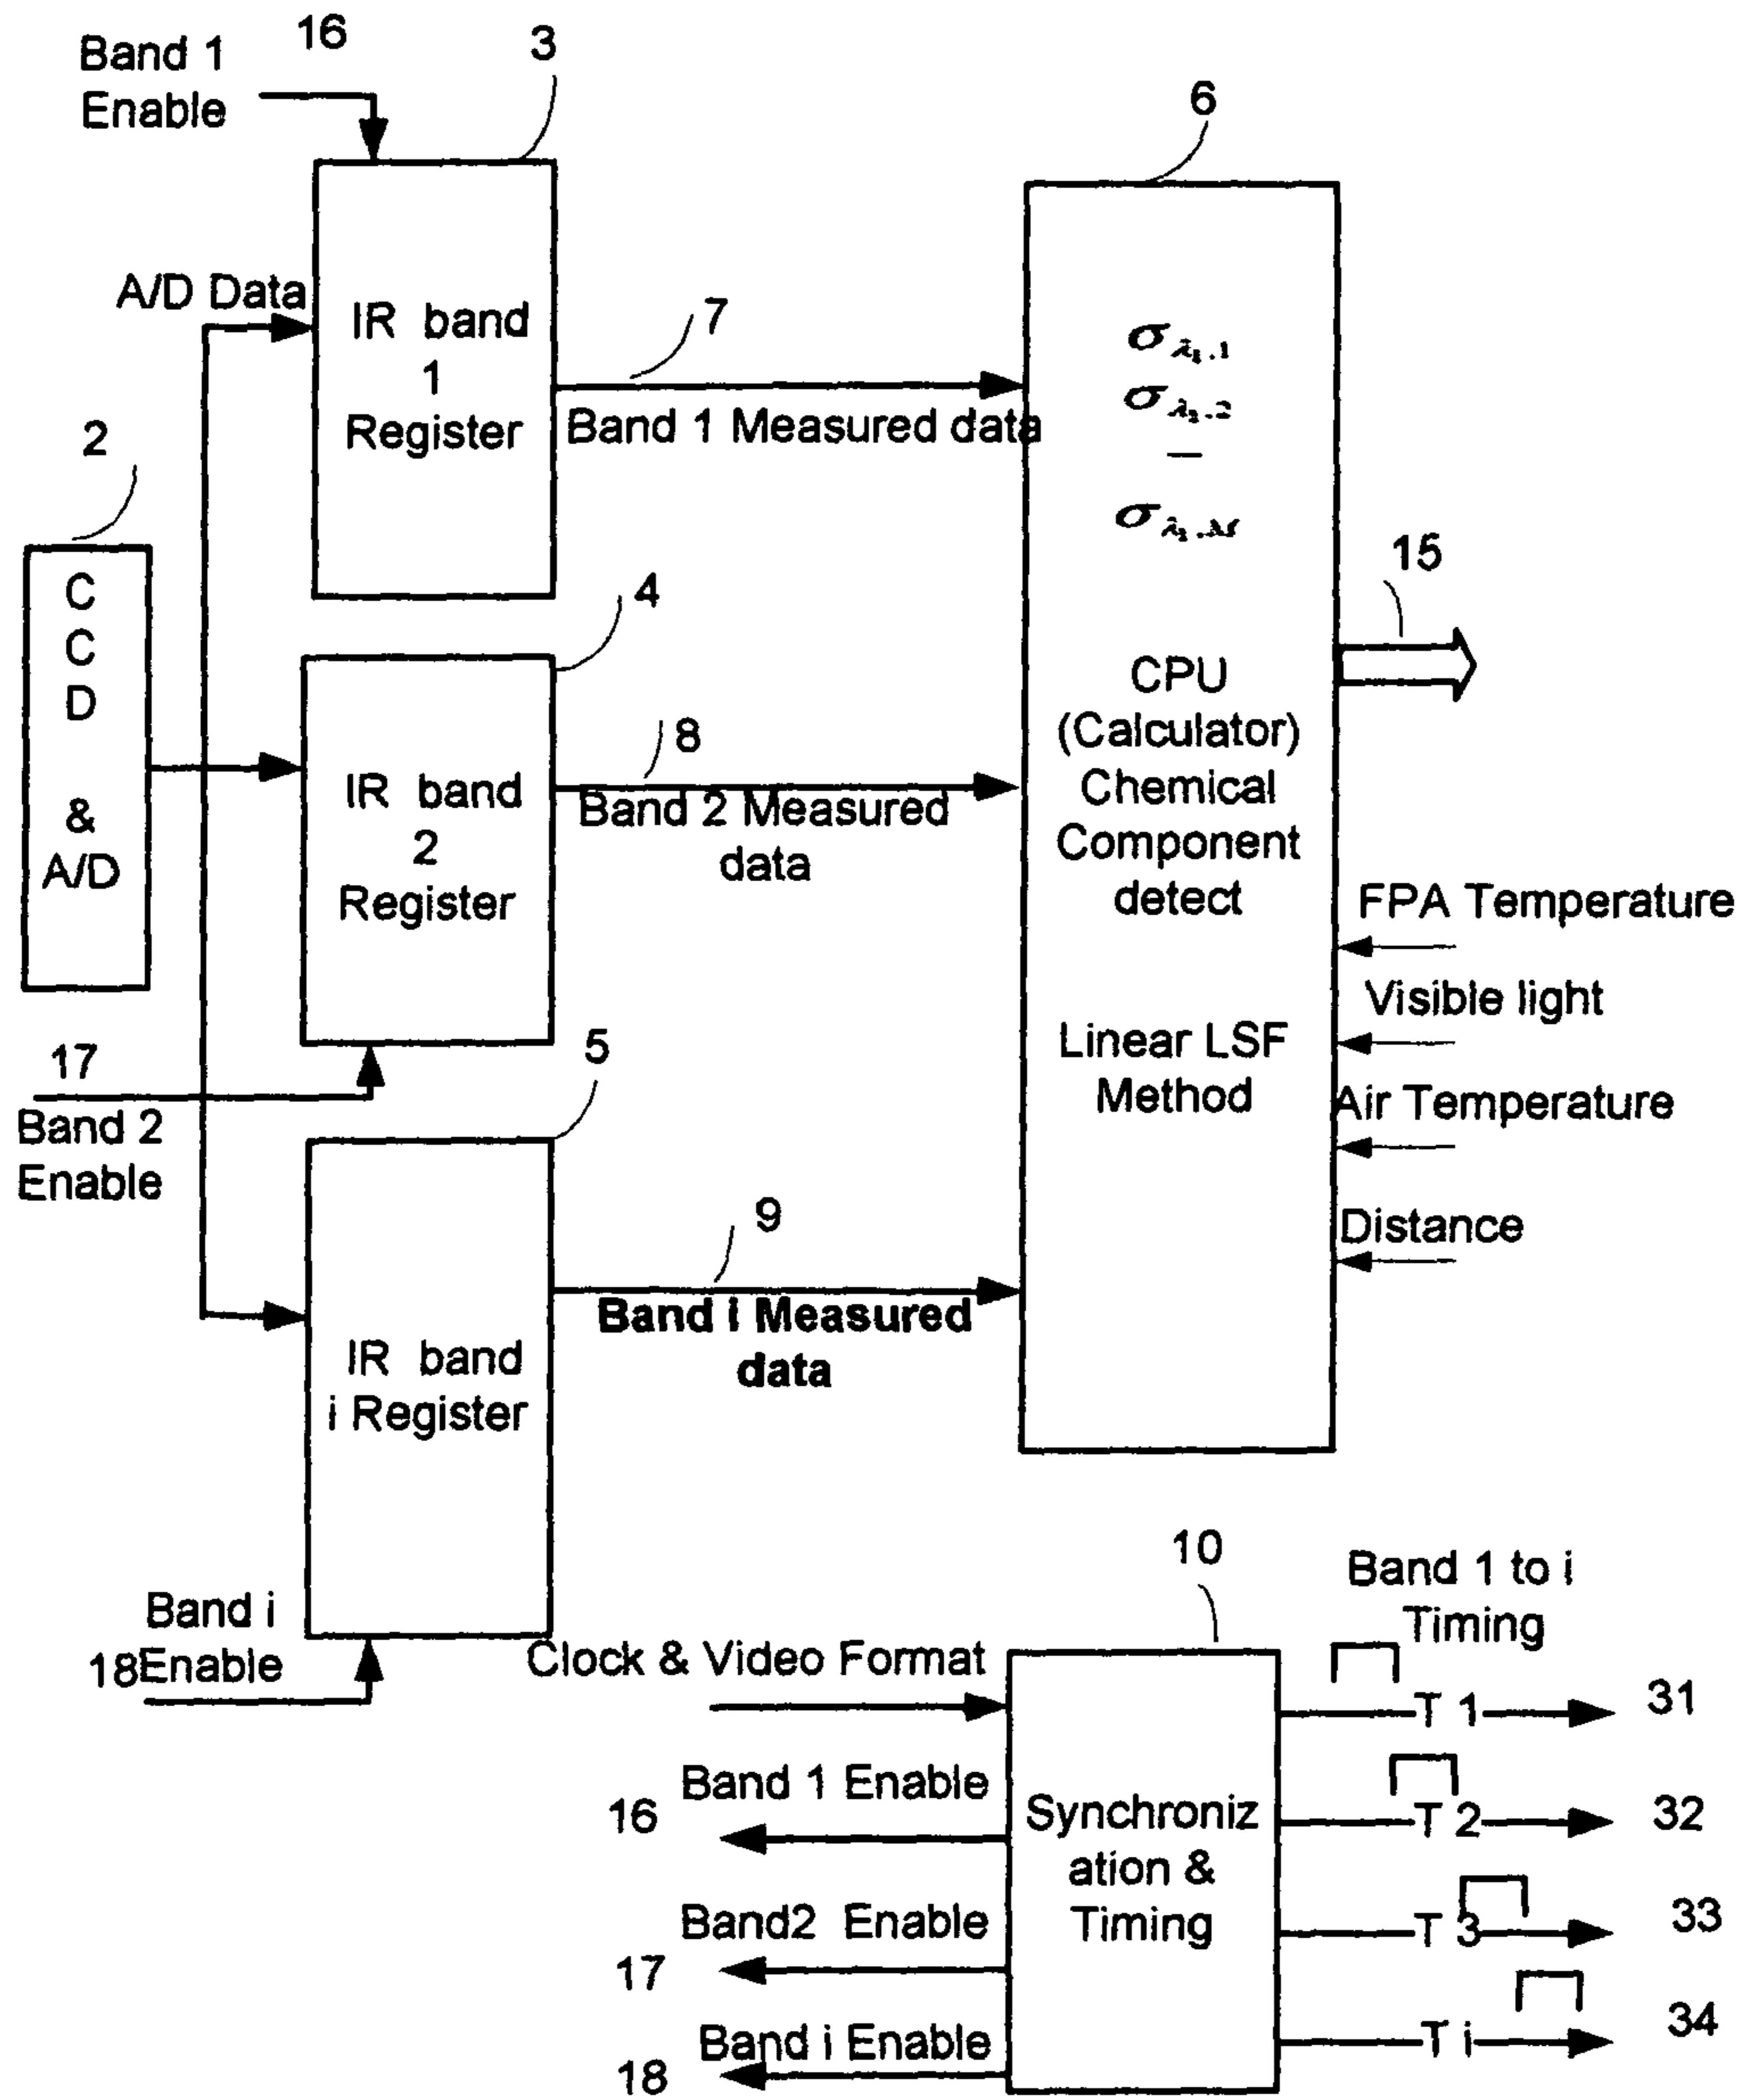 16
3
Band 1
Enable
6
A/D Data
IR band
1
Register
7
Band 1 Measured data
σλ₁.1
σλ₂.2
—
σλ₁.M
2
C
C
D
&
A/D
4
IR band
2
Register
8
Band 2 Measured
data
15
CPU
(Calculator)
Chemical
Component
detect
Linear LSF
Method
FPA Temperature
Visible light
Air Temperature
Distance
17
Band 2
Enable
5
IR band
i Register
9
Band i Measured
data
Band i
18Enable
10
Band 1 to i
Timing
Clock & Video Format
Band 1 Enable
16
Band2 Enable
17
Band i Enable
18
Synchroniz
ation &
Timing
T 1
31
T 2
32
T 3
33
T i
34